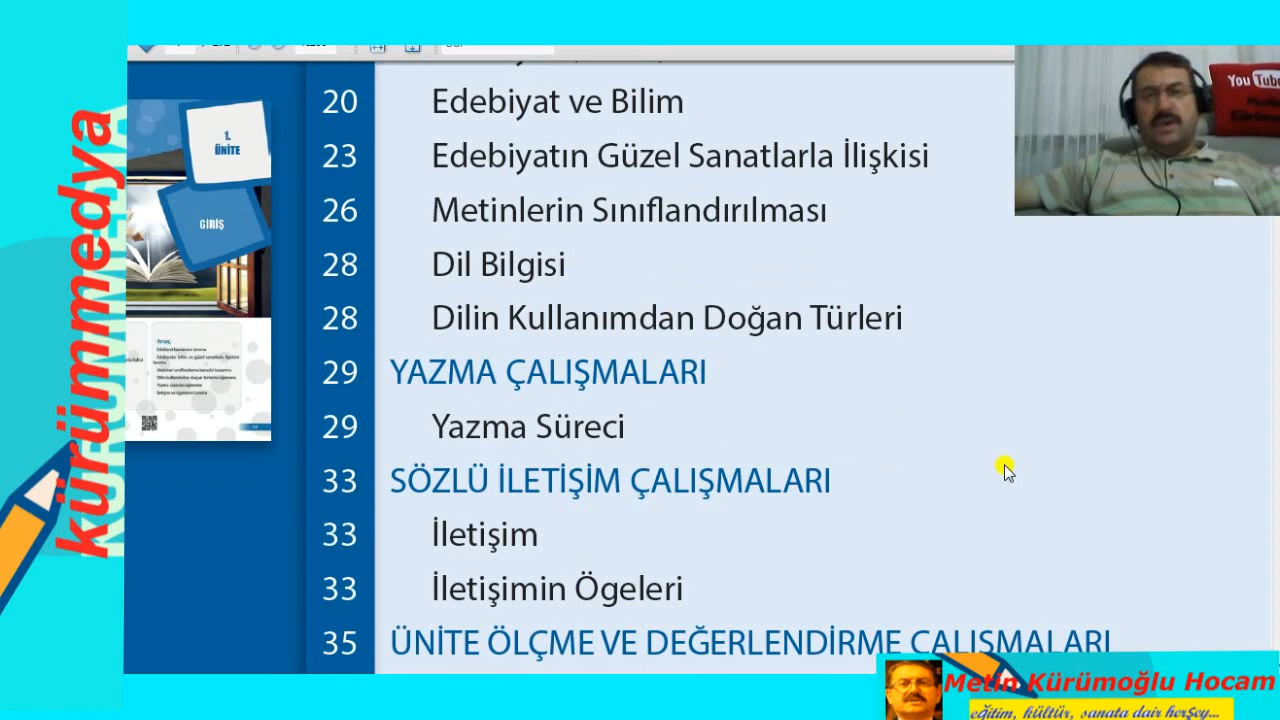 20 Edebiyat ve Bilim
23 Edebiyatın Güzel Sanatlarla İlişkisi
26 Metinlerin Sınıflandırılması
28 Dil Bilgisi
28 Dilin Kullanımdan Doğan Türleri
29 YAZMA ÇALIŞMALARI
29 Yazma Süreci
33 SÖZLÜ İLETİŞİM ÇALIŞMALARI
33 İletişim
33 İletişimin Ögeleri
35 ÜNİTE ÖLÇME VE DEĞERLENDİRME ÇALIŞMALARI
1.
ÜNİTE
GİRİŞ
kürümmedya
You Tube
Metin Kürümoğlu Hocam
eğitim, kültür, sanata dair herşey...